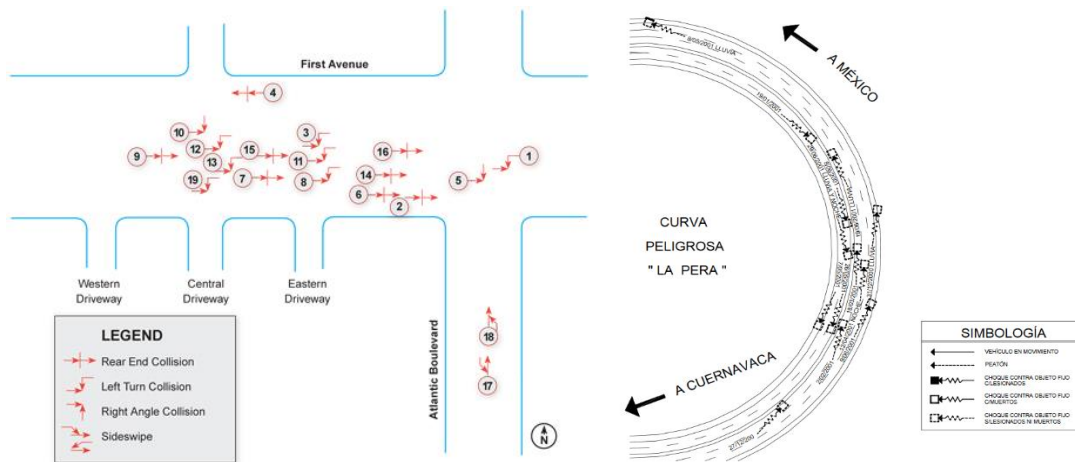 First Avenue
4
10
3
12
15
16
9
1
13
11
14
5
19
7
8
6
2
Western
Driveway
Central
Driveway
Eastern
Driveway
LEGEND
Rear End Collision
Left Turn Collision
Right Angle Collision
Sideswipe
Atlantic Boulevard
18
17
N
A MÉXICO
CURVA
PELIGROSA
" LA PERA "
A CUERNAVACA
SIMBOLOGÍA
VEHÍCULO EN MOVIMIENTO
PEATÓN
CHOQUE CONTRA OBJETO FIJO
C/LESIONADOS
CHOQUE CONTRA OBJETO FIJO
C/MUERTOS
CHOQUE CONTRA OBJETO FIJO
S/LESIONADOS NI MUERTOS